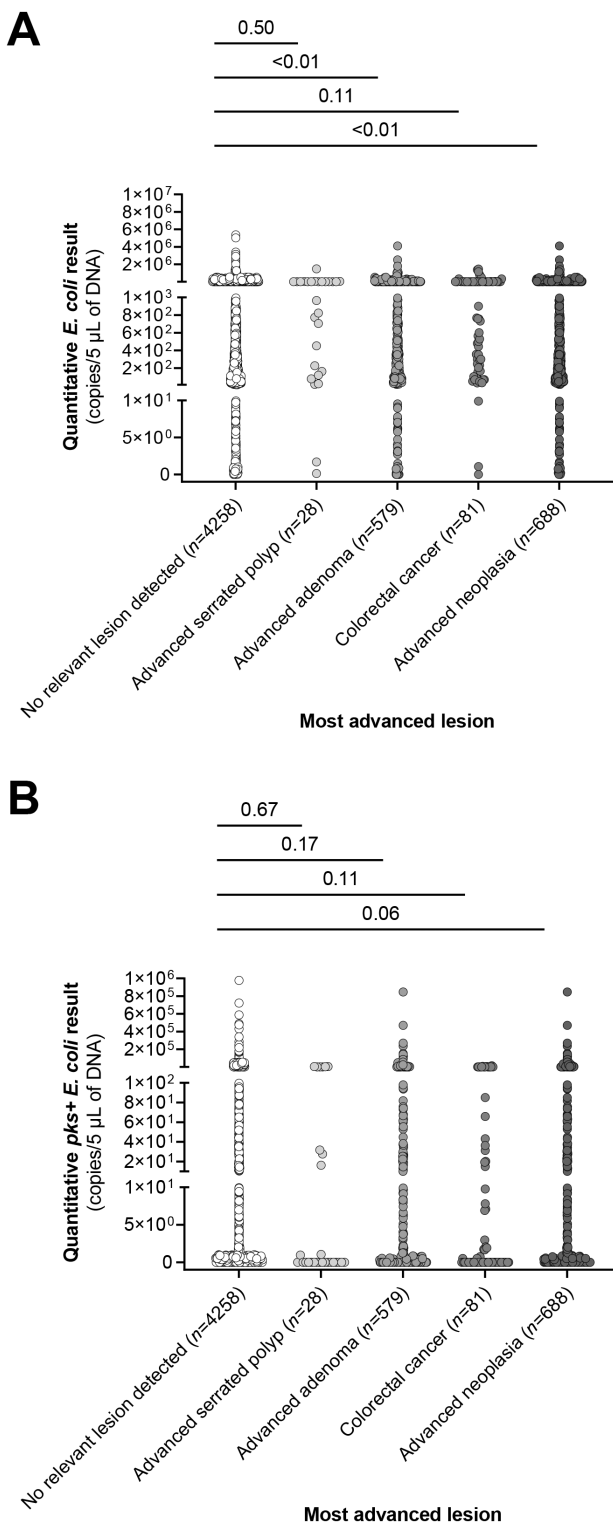 A
0.50
<0.01
0.11
<0.01
Quantitative E. coli result
(copies/5 µL of DNA)
1×10⁷
8×10⁶
6×10⁶
4×10⁶
2×10⁶
1×10³
8×10²
6×10²
4×10²
2×10²
1×10¹
5×10⁰
0
No relevant lesion detected (n=4258)
Advanced serrated polyp (n=28)
Advanced adenoma (n=579)
Colorectal cancer (n=81)
Advanced neoplasia (n=688)
Most advanced lesion
B
0.67
0.17
0.11
0.06
Quantitative pks+ E. coli result
(copies/5 µL of DNA)
1×10⁶
8×10⁵
6×10⁵
4×10⁵
2×10⁵
1×10²
8×10¹
6×10¹
4×10¹
2×10¹
1×10¹
5×10⁰
0
No relevant lesion detected (n=4258)
Advanced serrated polyp (n=28)
Advanced adenoma (n=579)
Colorectal cancer (n=81)
Advanced neoplasia (n=688)
Most advanced lesion